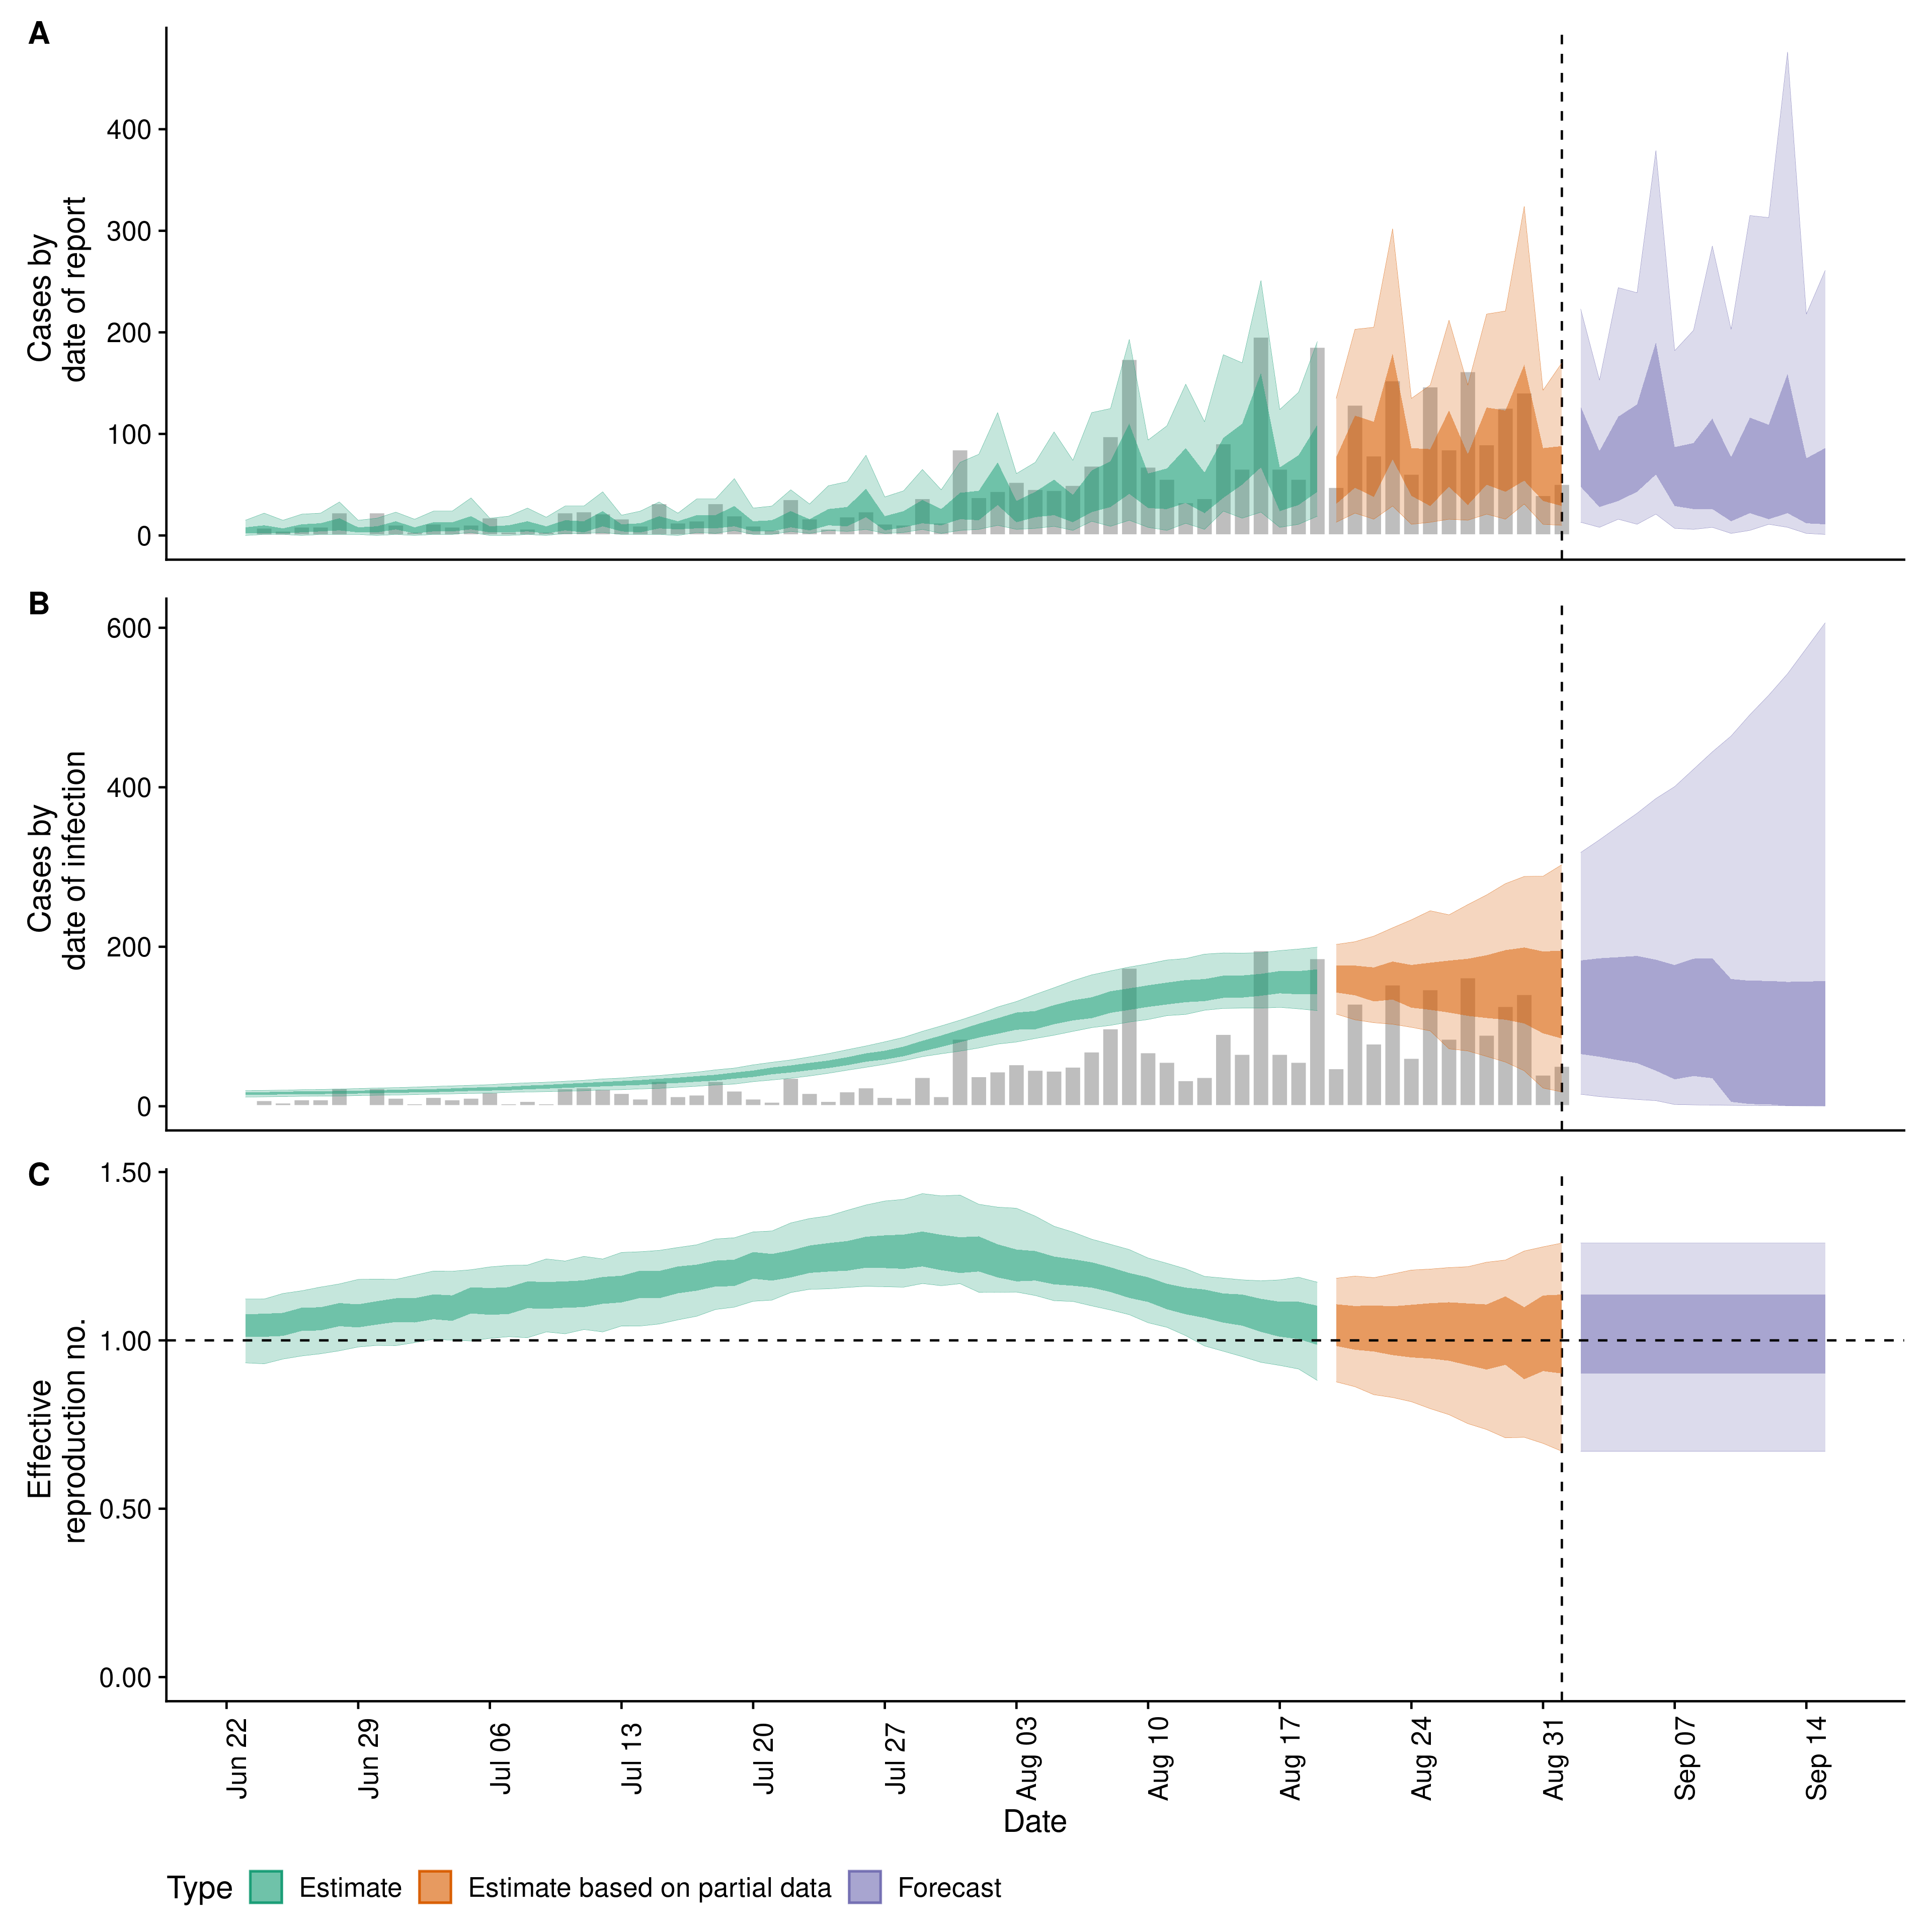 A
Cases by
date of report
400
300
200
100
0
B
Cases by
date of infection
600
400
200
0
C
Effective
reproduction no.
1.50
1.00
0.50
0.00
Jun 22
Jun 29
Jul 06
Jul 13
Jul 20
Jul 27
Aug 03
Aug 10
Aug 17
Aug 24
Aug 31
Sep 07
Sep 14
Date
Type Estimate Estimate based on partial data Forecast